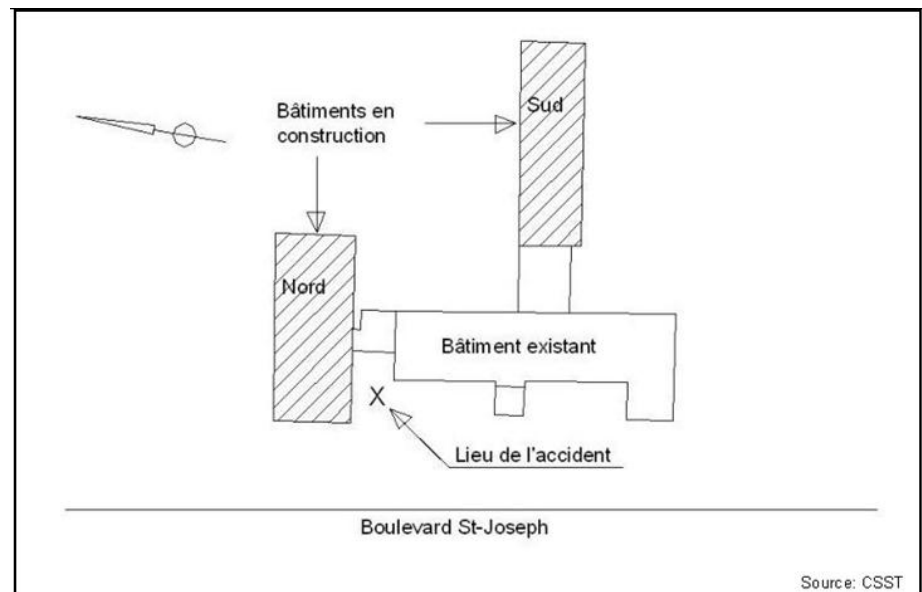 Bâtiments en
construction
Sud
Nord
Bâtiment existant
X
Lieu de l'accident
Boulevard St-Joseph
Source: CSST